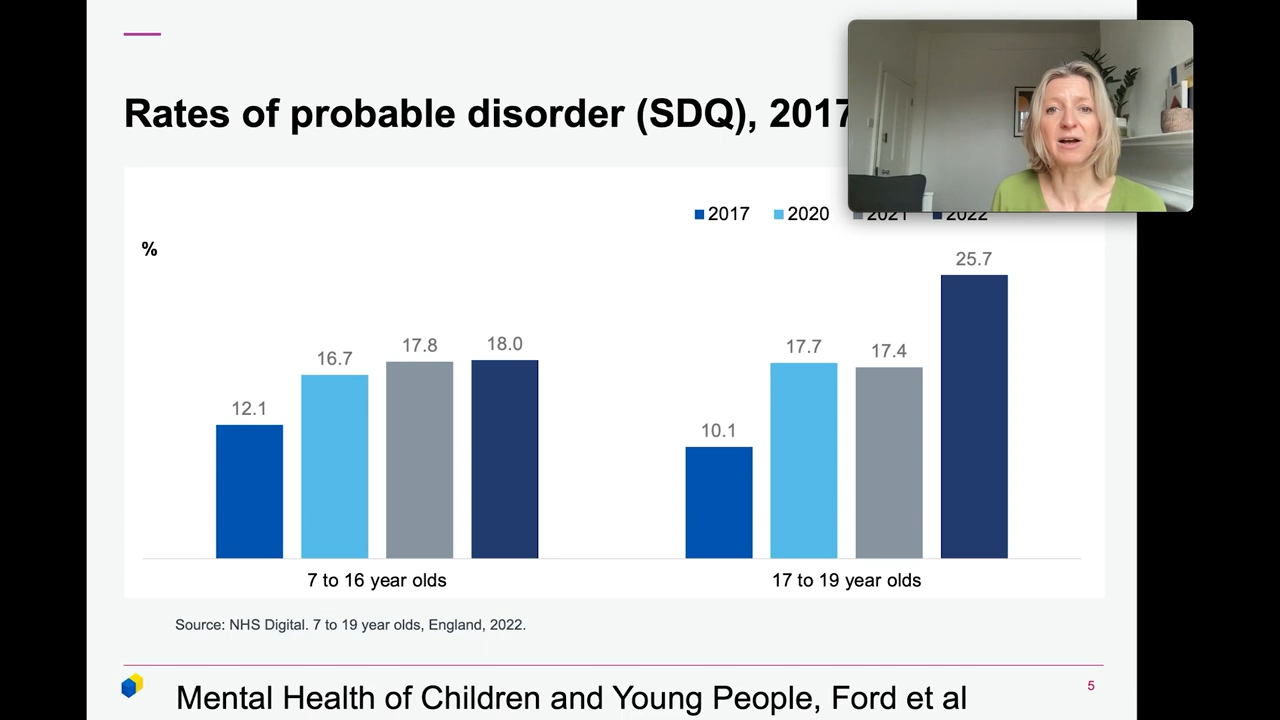 Rates of probable disorder (SDQ), 2017
2017 2020 2021 2022
%
25.7
18.0
17.8
17.7
17.4
16.7
12.1
10.1
7 to 16 year olds 17 to 19 year olds
Source: NHS Digital. 7 to 19 year olds, England, 2022.
Mental Health of Children and Young People, Ford et al
5